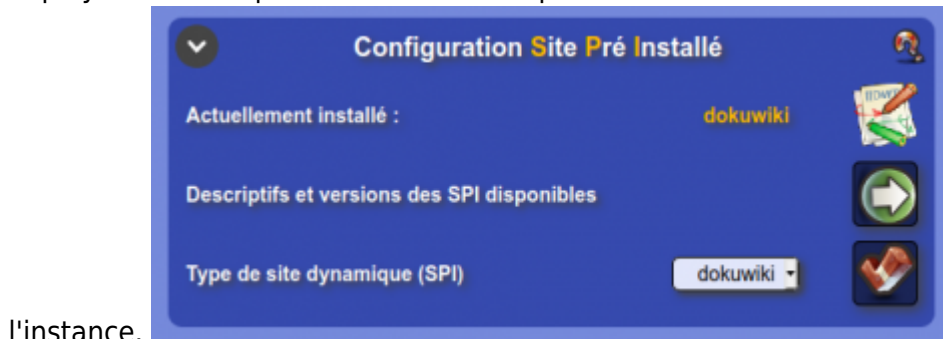 Configuration Site Pré Installé
Actuellement installé : dokuwiki
Descriptifs et versions des SPI disponibles
Type de site dynamique (SPI) dokuwiki
l'instance.